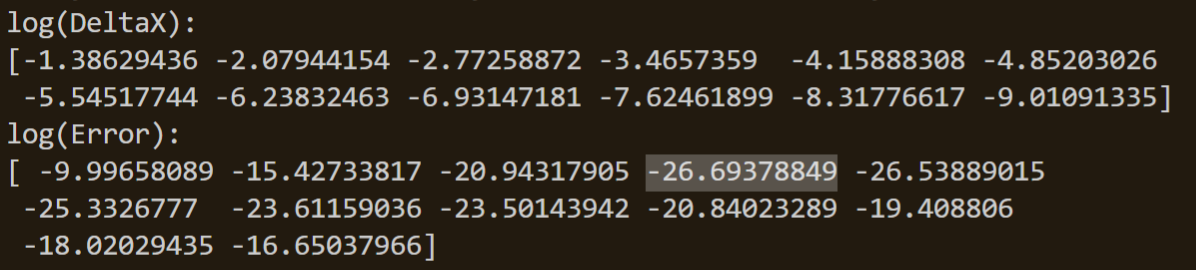 log(DeltaX):
[-1.38629436 -2.07944154 -2.77258872 -3.4657359  -4.15888308 -4.85203026
 -5.54517744 -6.23832463 -6.93147181 -7.62461899 -8.31776617 -9.01091335]
log(Error):
[ -9.99658089 -15.42733817 -20.94317905 -26.69378849 -26.53889015
 -25.3326777  -23.61159036 -23.50143942 -20.84023289 -19.408806
 -18.02029435 -16.65037966]